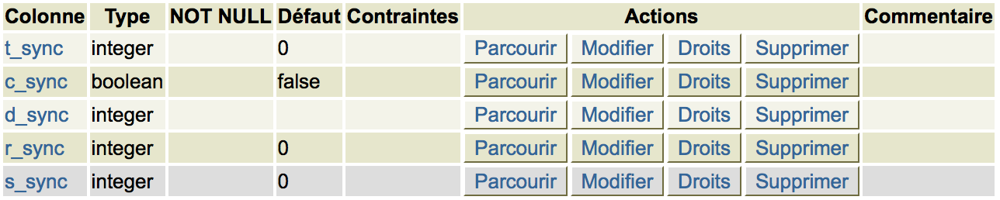 Colonne Type NOT NULL Défaut Contraintes Actions Commentaire
t_sync integer 0 Parcourir Modifier Droits Supprimer
c_sync boolean false Parcourir Modifier Droits Supprimer
d_sync integer Parcourir Modifier Droits Supprimer
r_sync integer 0 Parcourir Modifier Droits Supprimer
s_sync integer 0 Parcourir Modifier Droits Supprimer